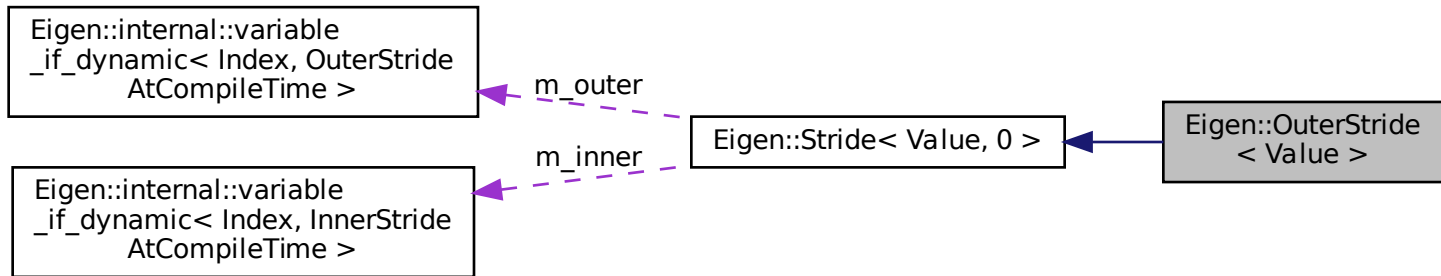 Eigen::internal::variable
_if_dynamic< Index, OuterStride
AtCompileTime >
m_outer
Eigen::Stride< Value, 0 >
Eigen::OuterStride
< Value >
m_inner
Eigen::internal::variable
_if_dynamic< Index, InnerStride
AtCompileTime >